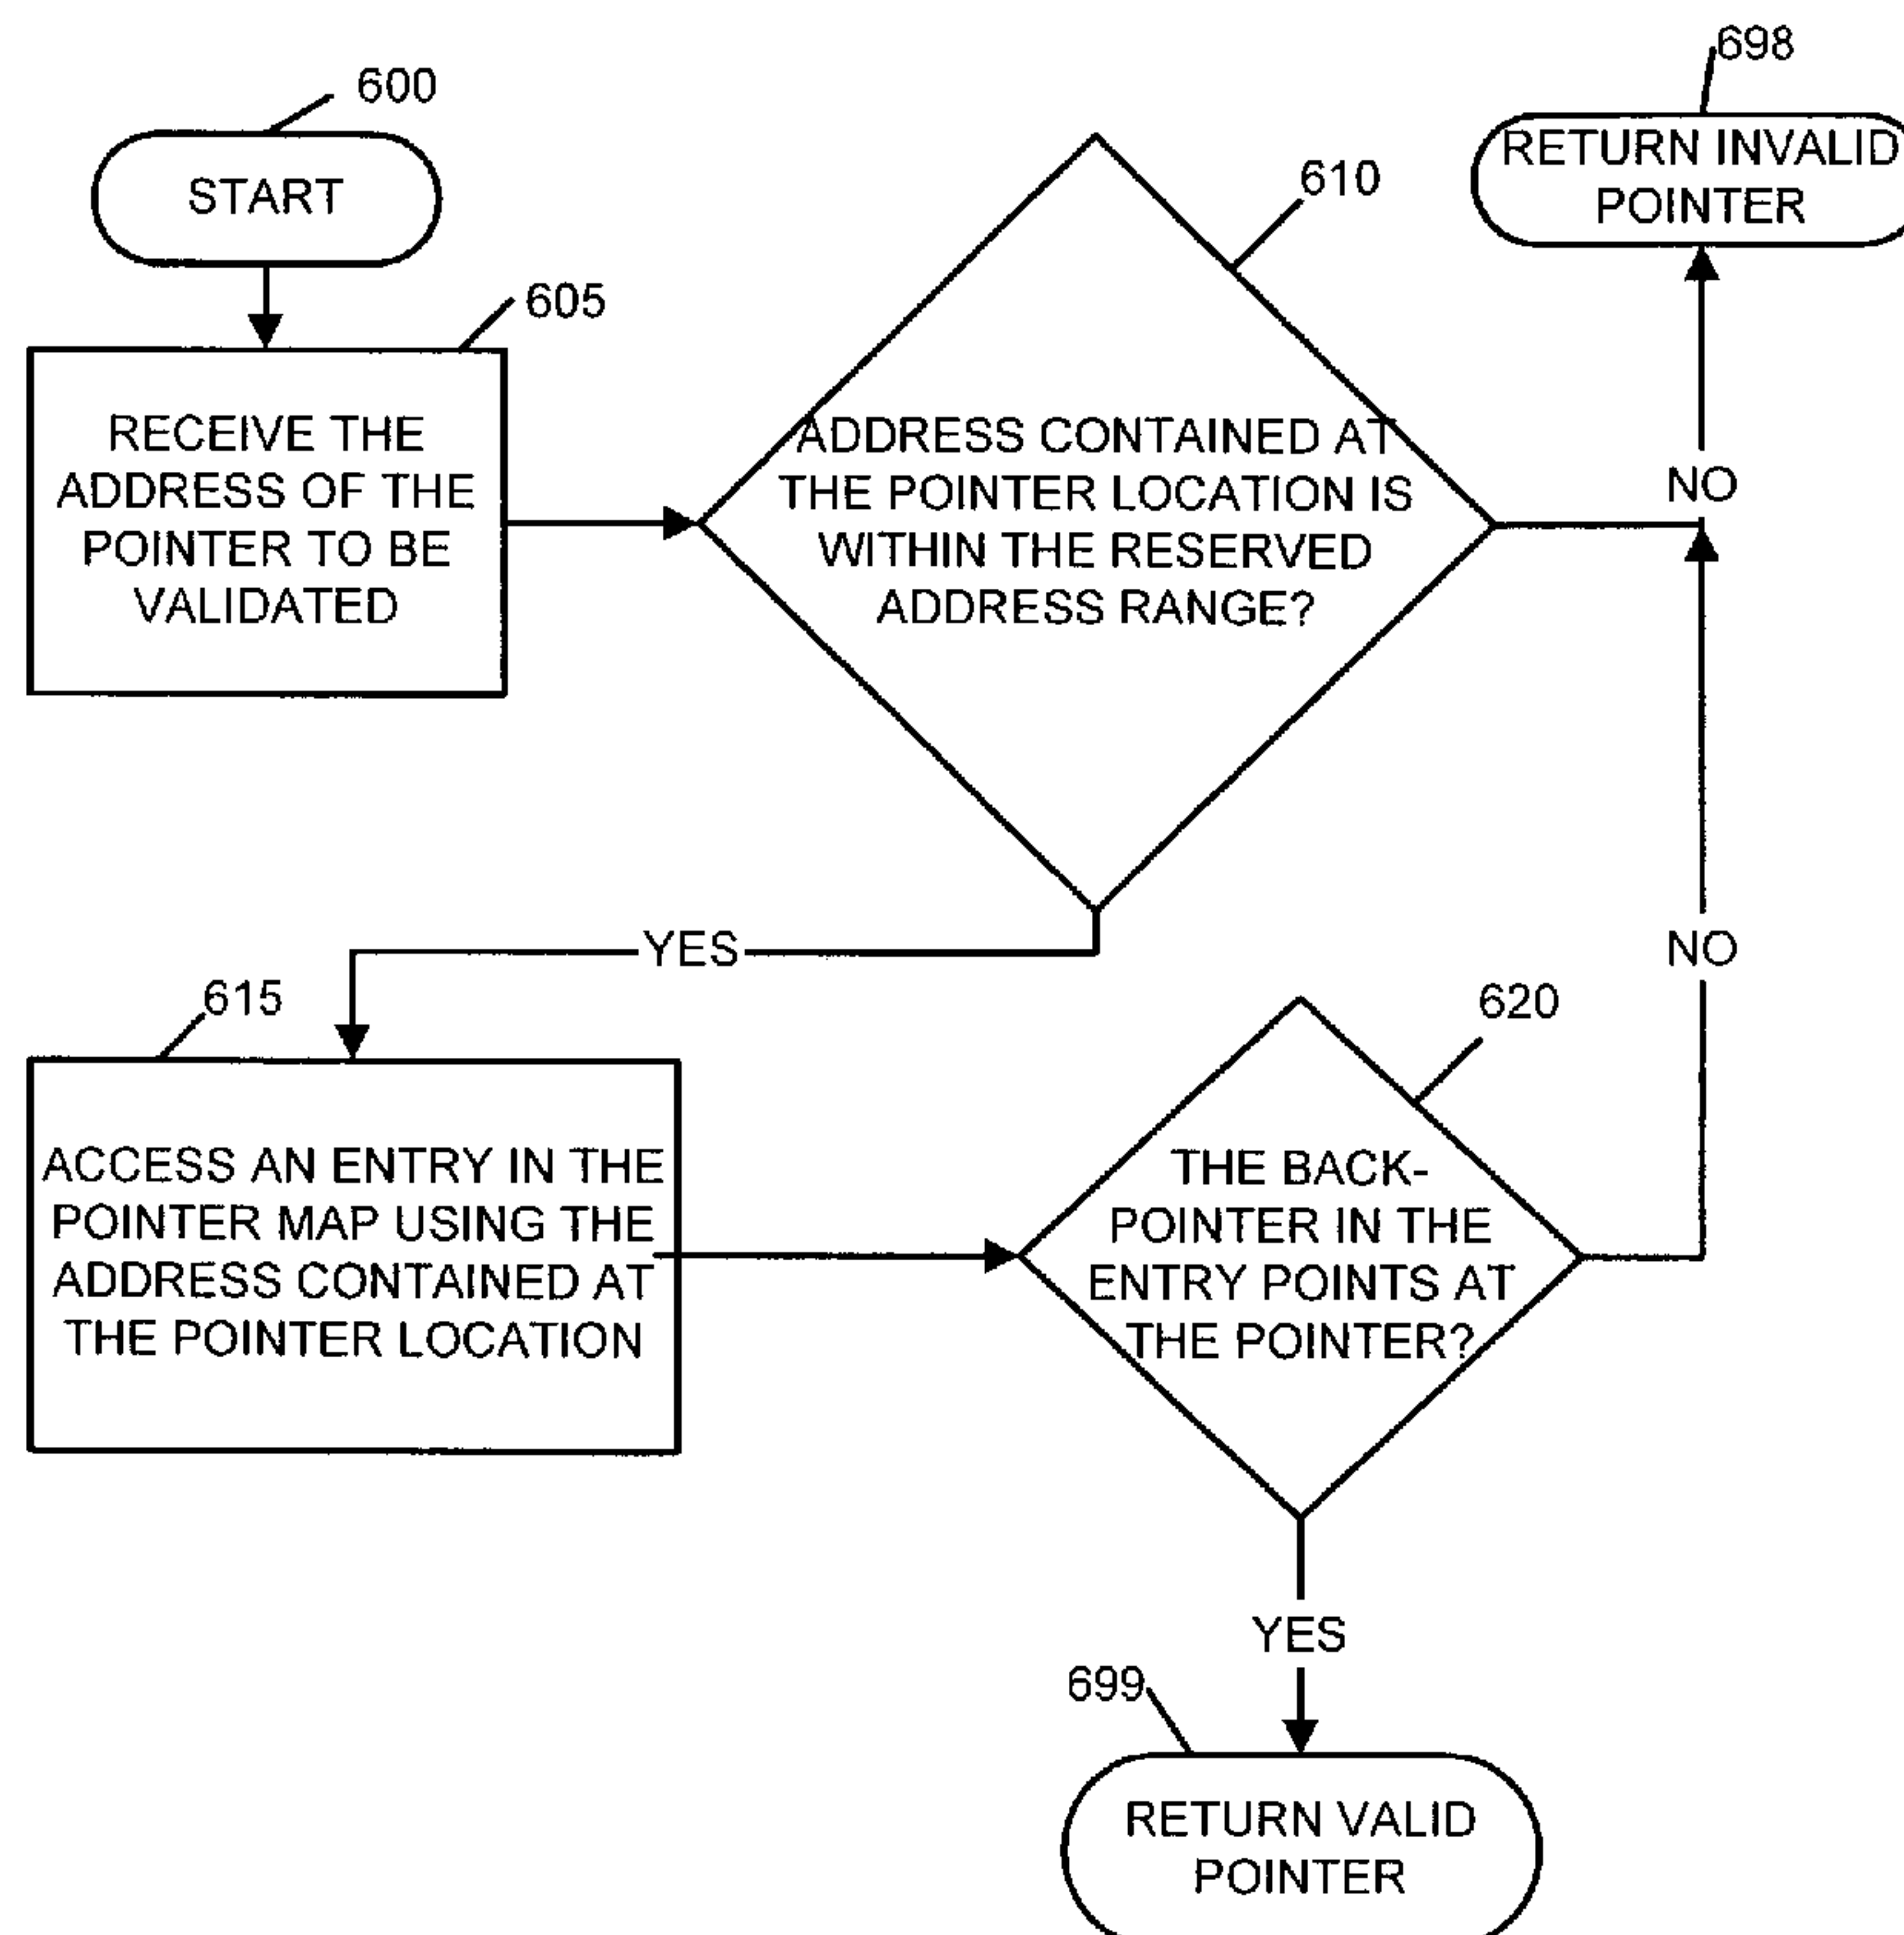 600
START
605
RECEIVE THE
ADDRESS OF THE
POINTER TO BE
VALIDATED
610
ADDRESS CONTAINED AT
THE POINTER LOCATION IS
WITHIN THE RESERVED
ADDRESS RANGE?
698
RETURN INVALID
POINTER
NO
YES
NO
615
ACCESS AN ENTRY IN THE
POINTER MAP USING THE
ADDRESS CONTAINED AT
THE POINTER LOCATION
620
THE BACK-
POINTER IN THE
ENTRY POINTS AT
THE POINTER?
YES
699
RETURN VALID
POINTER